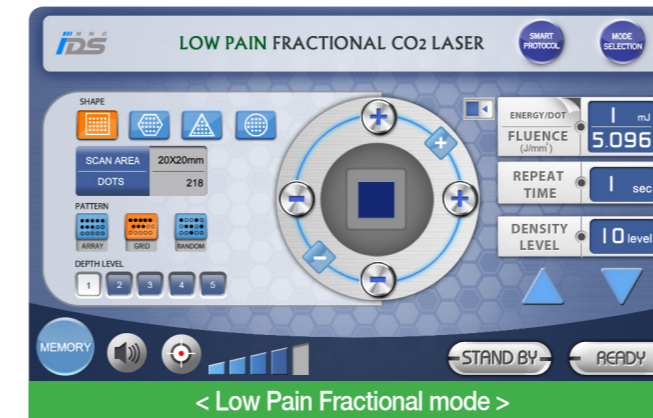 INNO
IDS
LOW PAIN FRACTIONAL CO2 LASER
SMART
PROTOCOL
MODE
SELECTION
SHAPE
SCAN AREA 20X20mm
DOTS 218
PATTERN
ARRAY GRID RANDOM
DEPTH LEVEL
1 2 3 4 5
ENERGY/DOT 1 mJ
FLUENCE 5.096
(J/mm²)
REPEAT
TIME
1 sec
DENSITY
LEVEL
10 level
MEMORY
STAND BY
READY
< Low Pain Fractional mode >